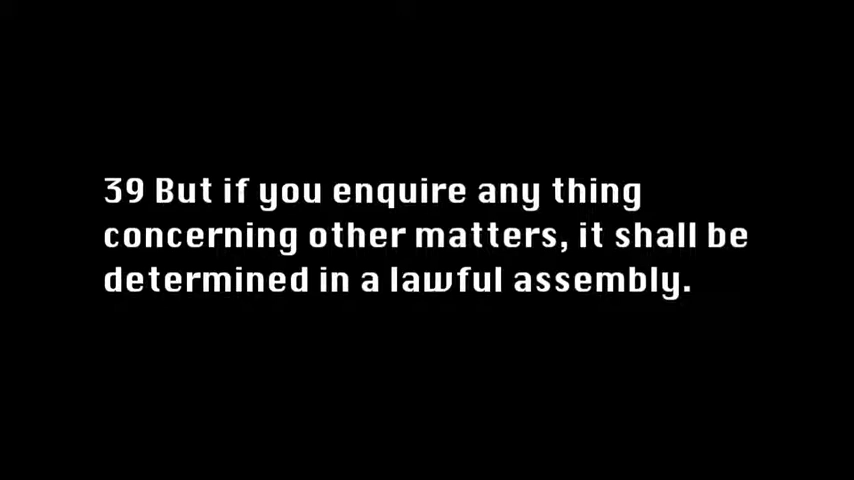 39 But if you enquire any thing
concerning other matters, it shall be
determined in a lawful assembly.